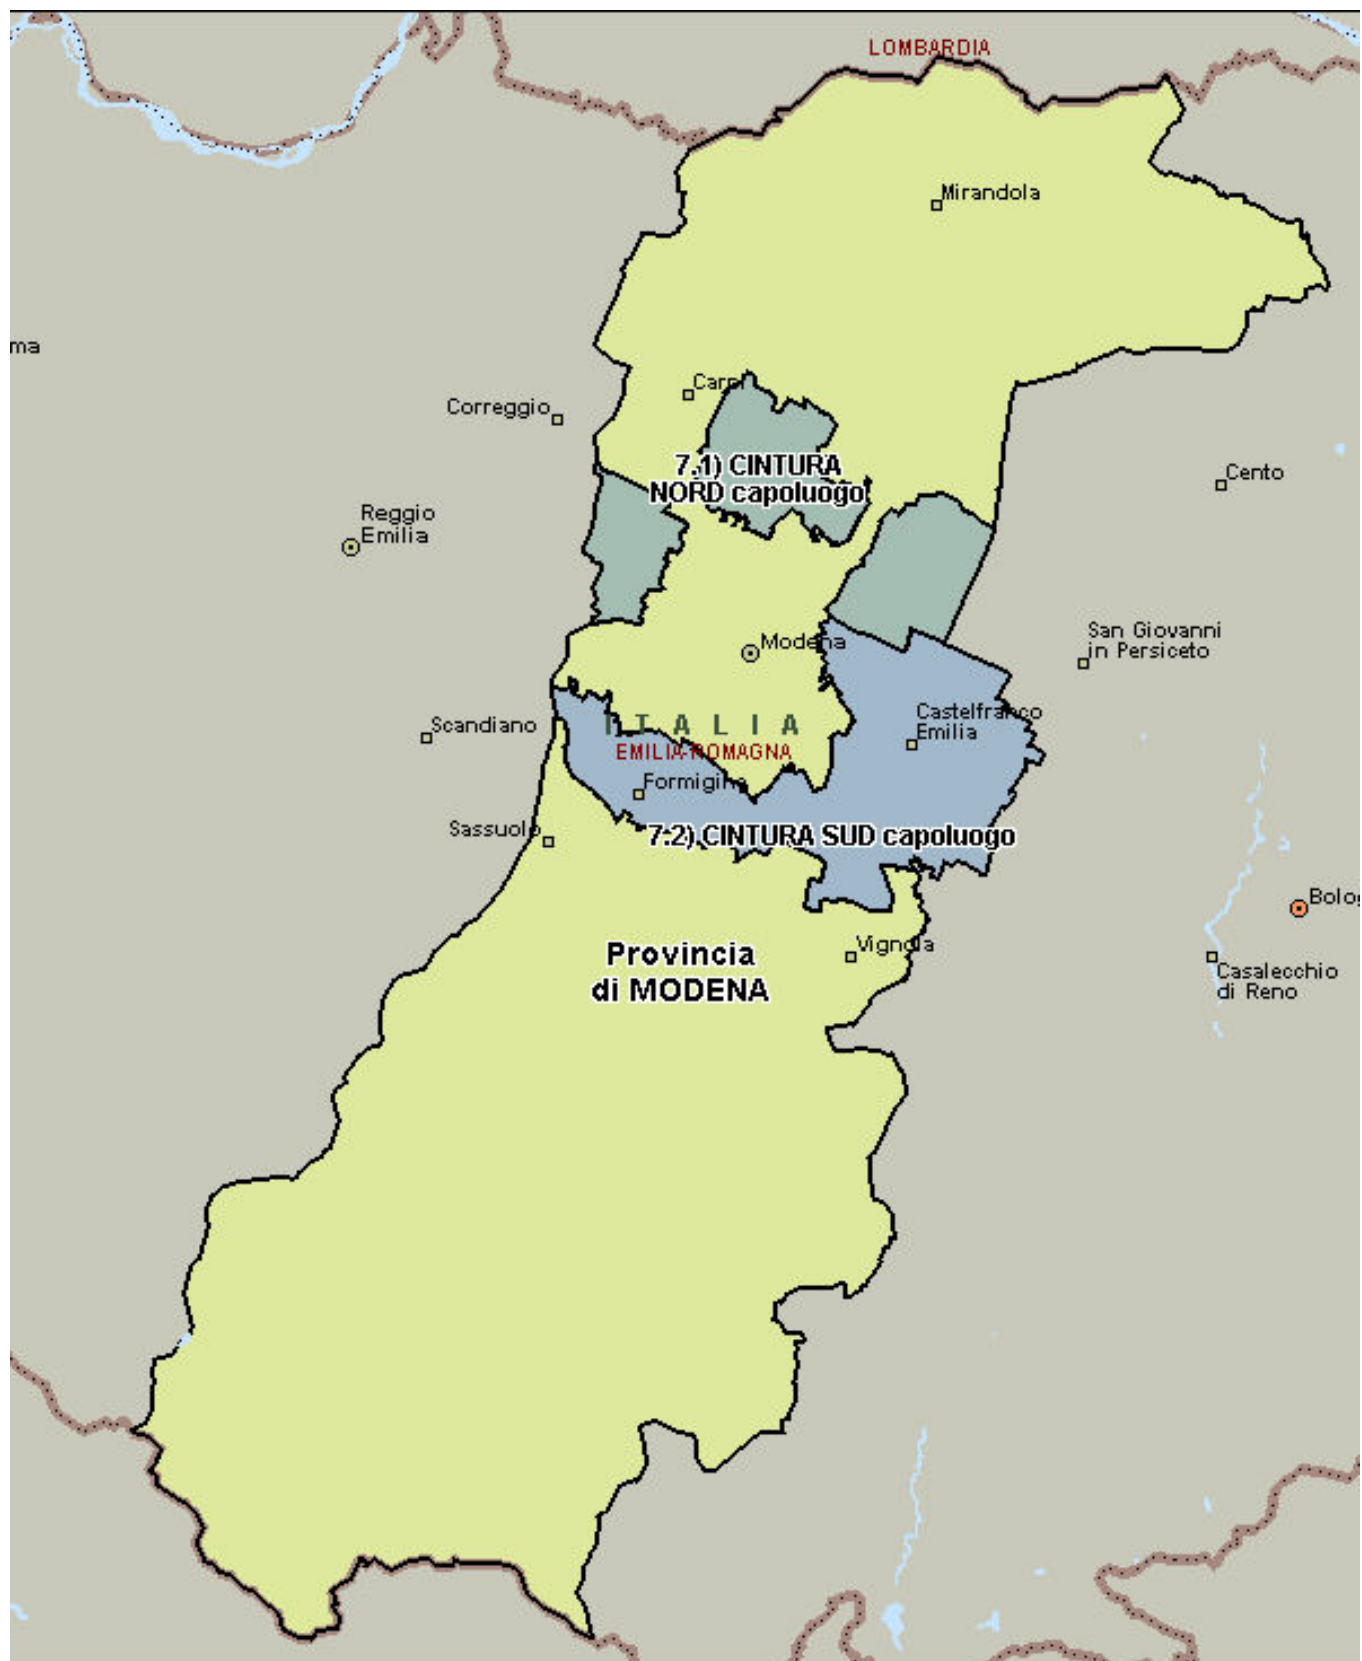 LOMBARDIA
Mirandola
ma
Carpi
Correggio
7.1) CINTURA
NORD capoluogo
Cento
Reggio
Emilia
San Giovanni
in Persiceto
Modena
Castelfranco
Emilia
ITALIA
Scandiano
EMILIA-ROMAGNA
Formigine
Sassuolo
7.2) CINTURA SUD capoluogo
Bolog
Provincia
di MODENA
Vignola
Casalecchio
di Reno